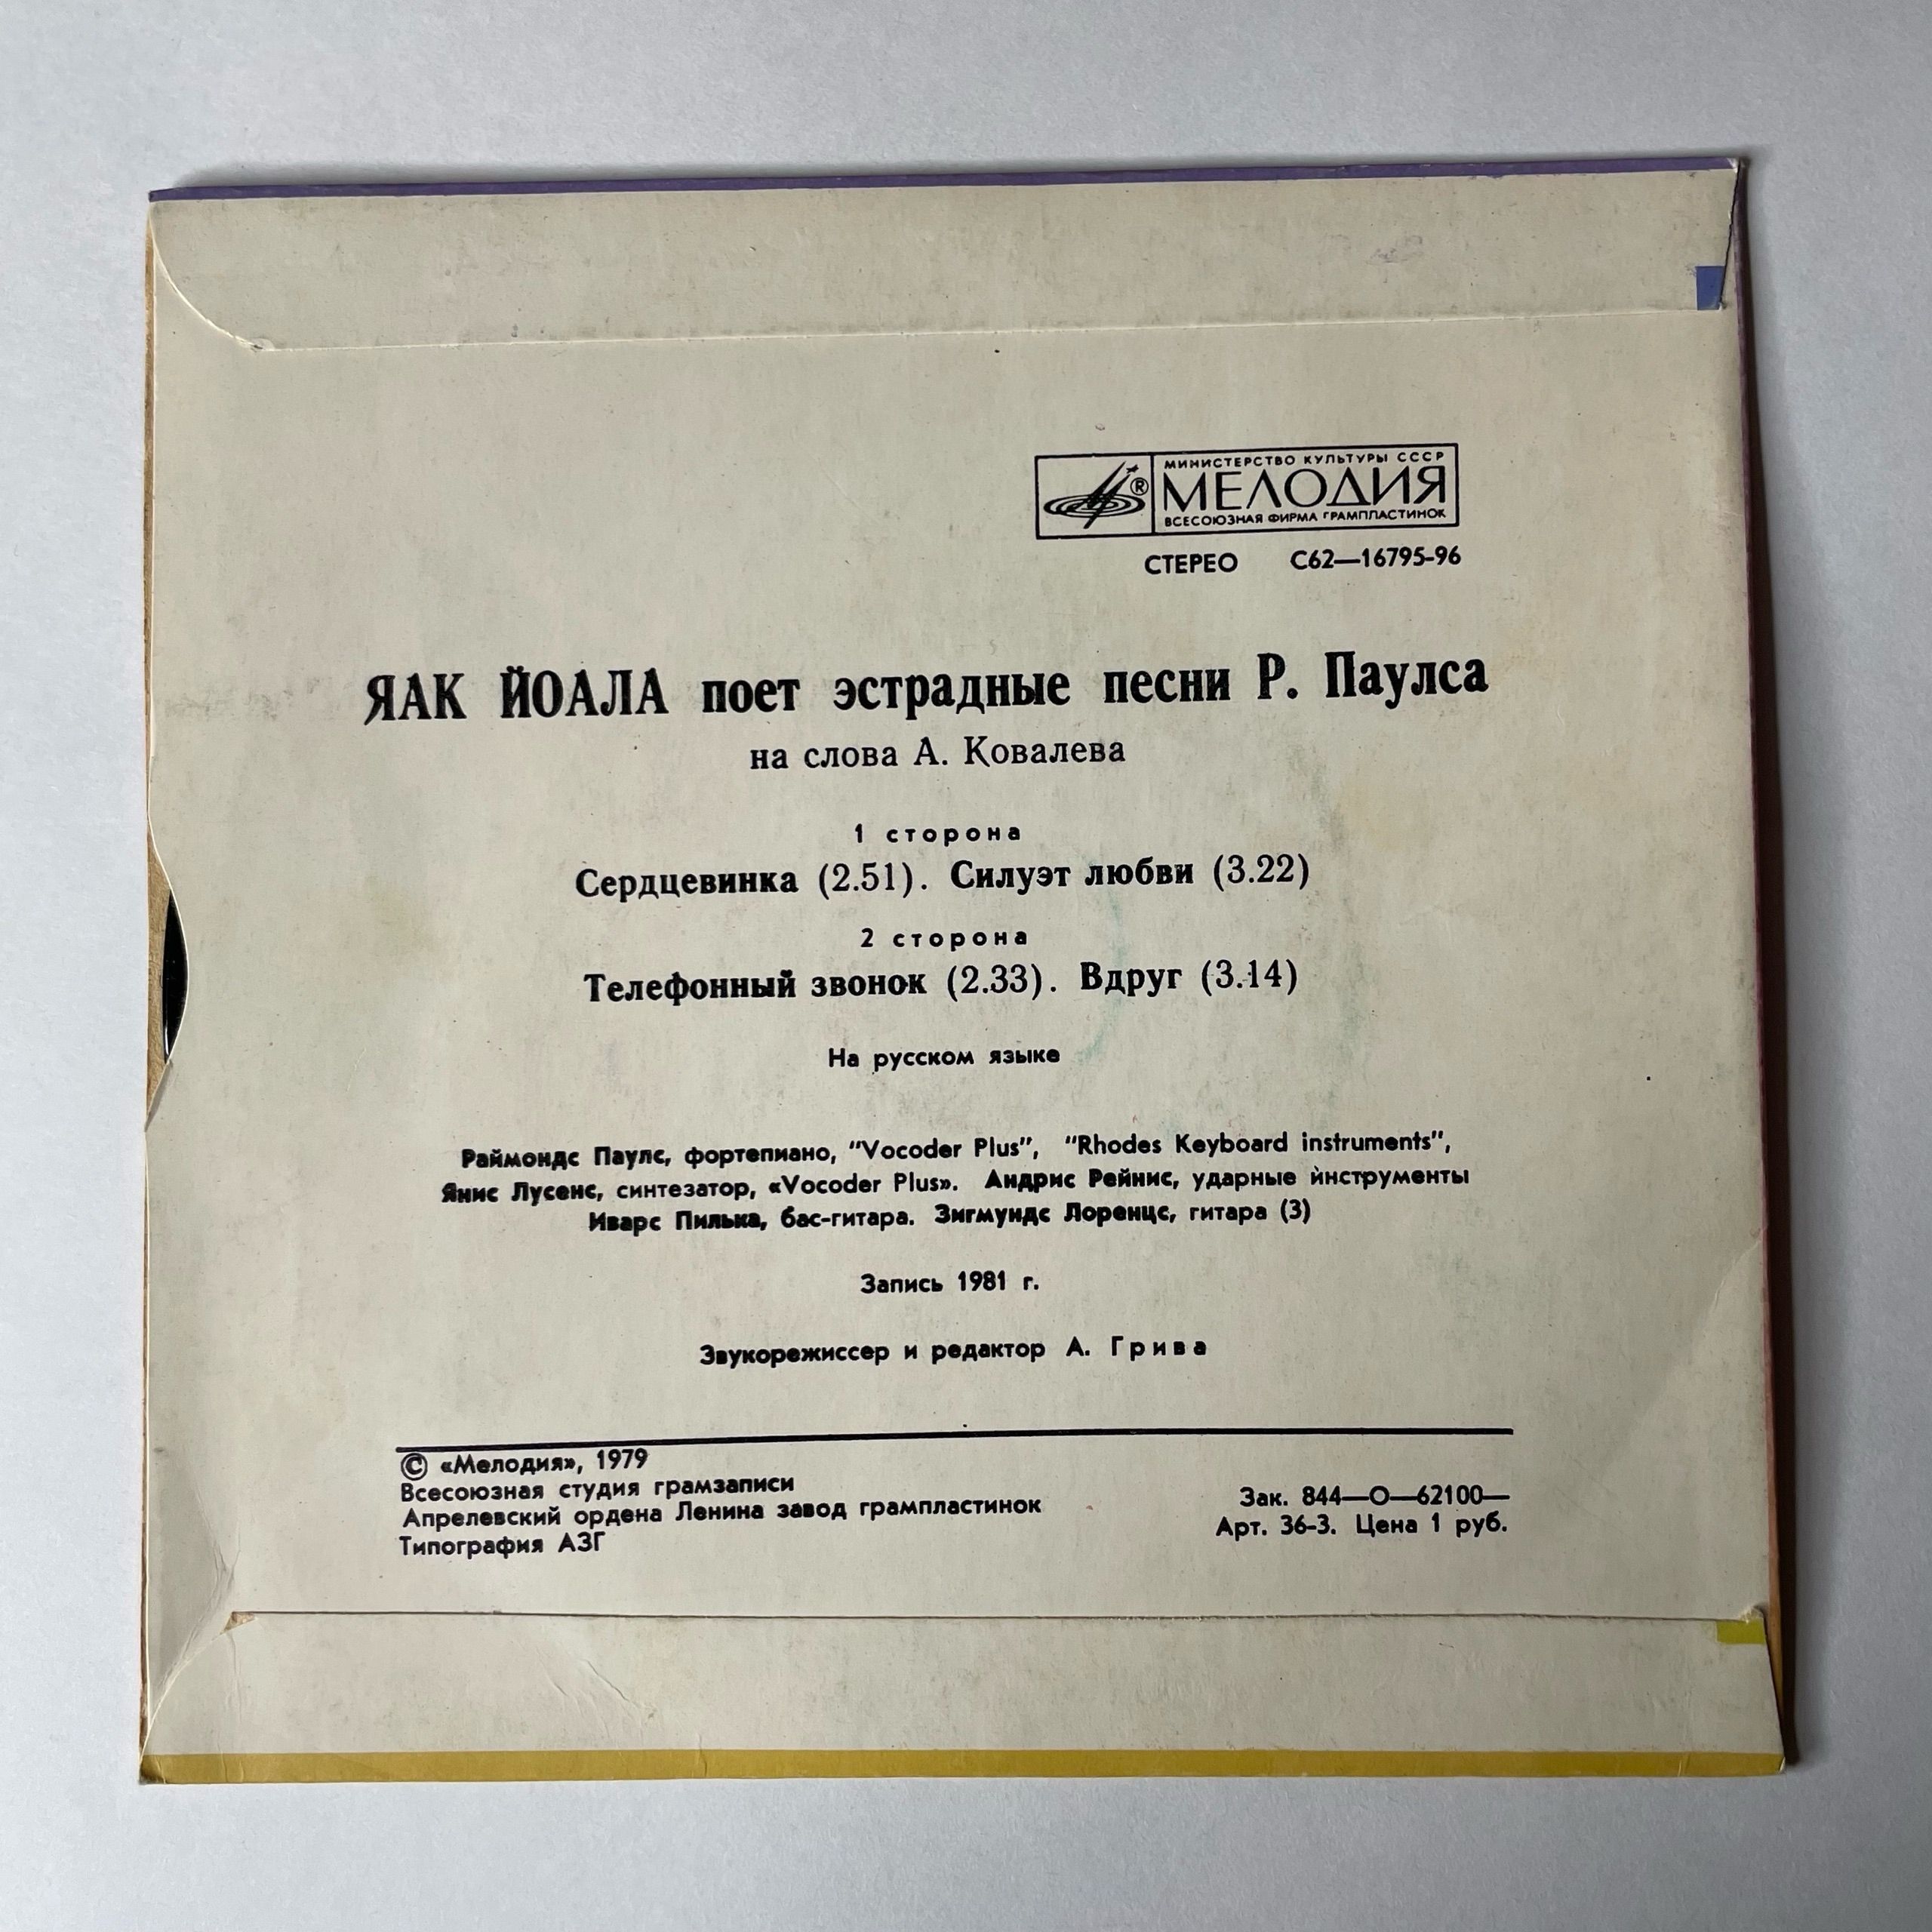 МИНИСТЕРСТВО КУЛЬТУРЫ СССР
® МЕЛОДИЯ
ВСЕСОЮЗНАЯ ФИРМА ГРАМПЛАСТИНОК
СТЕРЕО С62—16795-96
ЯАК ЙОАЛА поет эстрадные песни Р. Паулса
на слова А. Ковалева
1 сторона
Сердцевинка (2.51). Силуэт любви (3.22)
2 сторона
Телефонный звонок (2.33). Вдруг (3.14)
На русском языке
Раймондс Паулс, фортепиано, "Vocoder Plus", "Rhodes Keyboard instruments",
Янис Лусенс, синтезатор, «Vocoder Plus». Андрис Рейнис, ударные инструменты
Иварс Пилька, бас-гитара. Зигмундс Лоренцс, гитара (3)
Запись 1981 г.
Звукорежиссер и редактор А. Грива
© «Мелодия», 1979
Всесоюзная студия грамзаписи
Апрелевский ордена Ленина завод грампластинок
Типография АЗГ
Зак. 844—О—62100—
Арт. 36-3. Цена 1 руб.